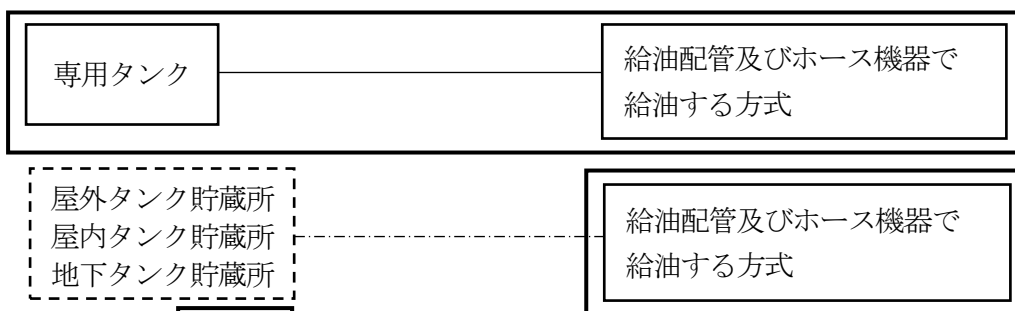 専用タンク
給油配管及びホース機器で
給油する方式
屋外タンク貯蔵所
屋内タンク貯蔵所
地下タンク貯蔵所
給油配管及びホース機器で
給油する方式